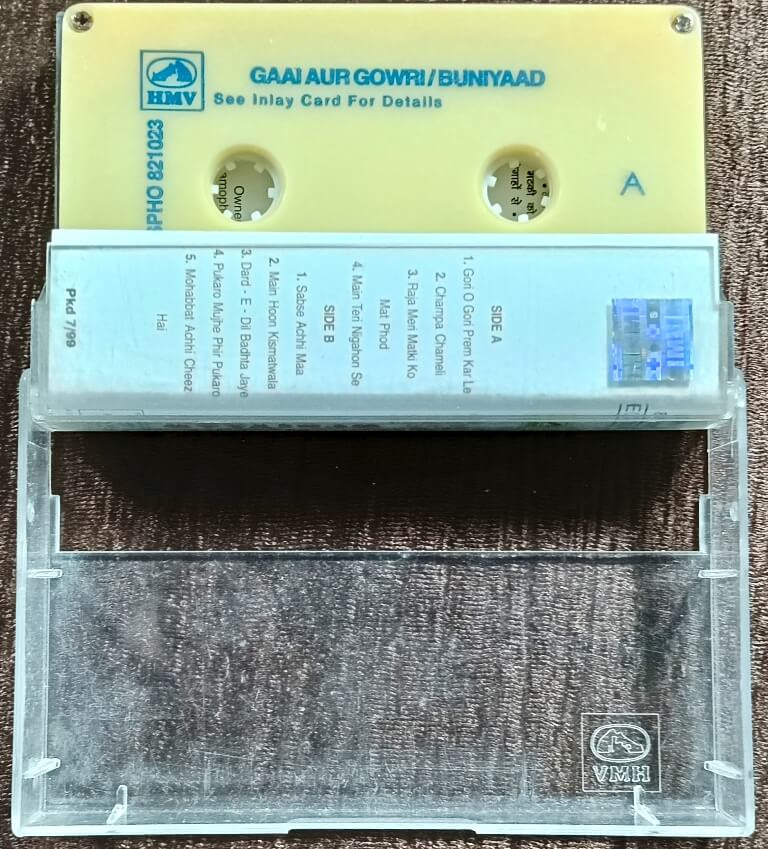 HMV
GAAI AUR GOWRI/BUNIYAAD
See Inlay Card For Details
SPHO 821023
A
Owne
मटकी को
SIDE A
1. Gori O Gori Prem Kar Le
2. Champa Chameli
3. Raja Meri Matki Ko
Mat Phod
4. Main Teri Nigahon Se
SIDE B
1. Sabse Achhi Maa
2. Main Hoon Kismatwala
3. Dard - E - Dil Badhta Jaye
4. Pukaro Mujhe Phir Pukaro
5. Mohabbat Achhi Cheez
Hai
Pkd 7/99
HMV